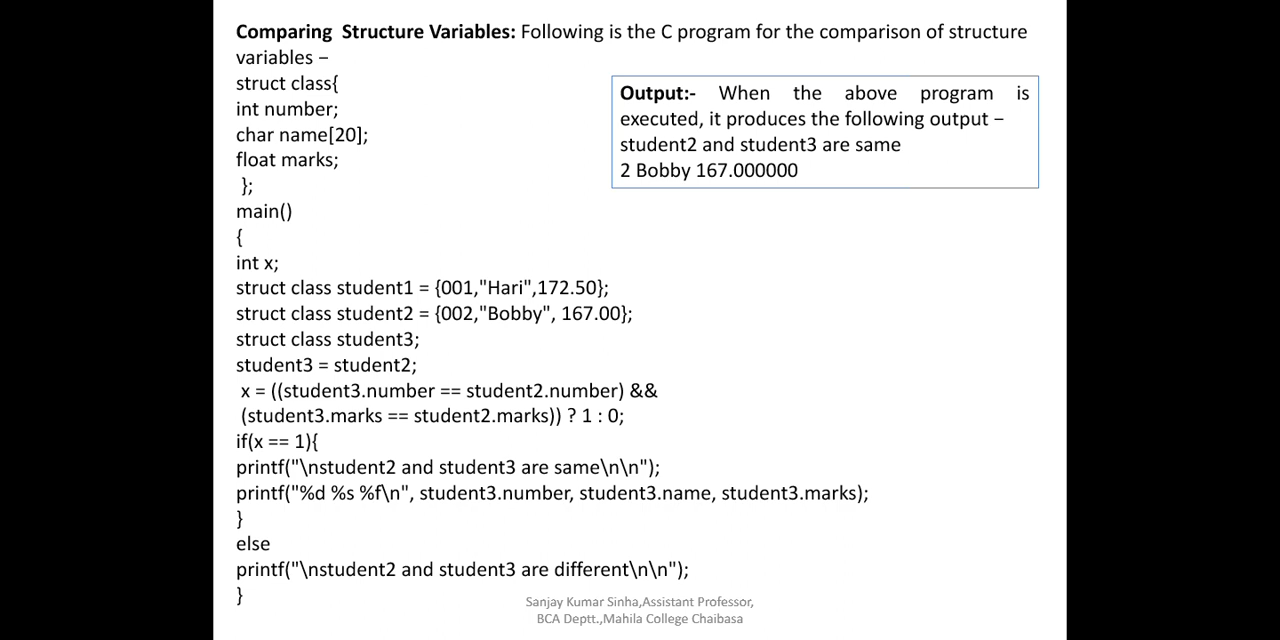 Comparing Structure Variables: Following is the C program for the comparison of structure
variables −
struct class{
int number;
char name[20];
float marks;
};
main()
{
int x;
struct class student1 = {001,"Hari",172.50};
struct class student2 = {002,"Bobby", 167.00};
struct class student3;
student3 = student2;
x = ((student3.number == student2.number) &&
(student3.marks == student2.marks)) ? 1 : 0;
if(x == 1){
printf("\nstudent2 and student3 are same\n\n");
printf("%d %s %f\n", student3.number, student3.name, student3.marks);
}
else
printf("\nstudent2 and student3 are different\n\n");
}
Output:- When the above program is
executed, it produces the following output −
student2 and student3 are same
2 Bobby 167.000000
Sanjay Kumar Sinha,Assistant Professor,
BCA Deptt.,Mahila College Chaibasa